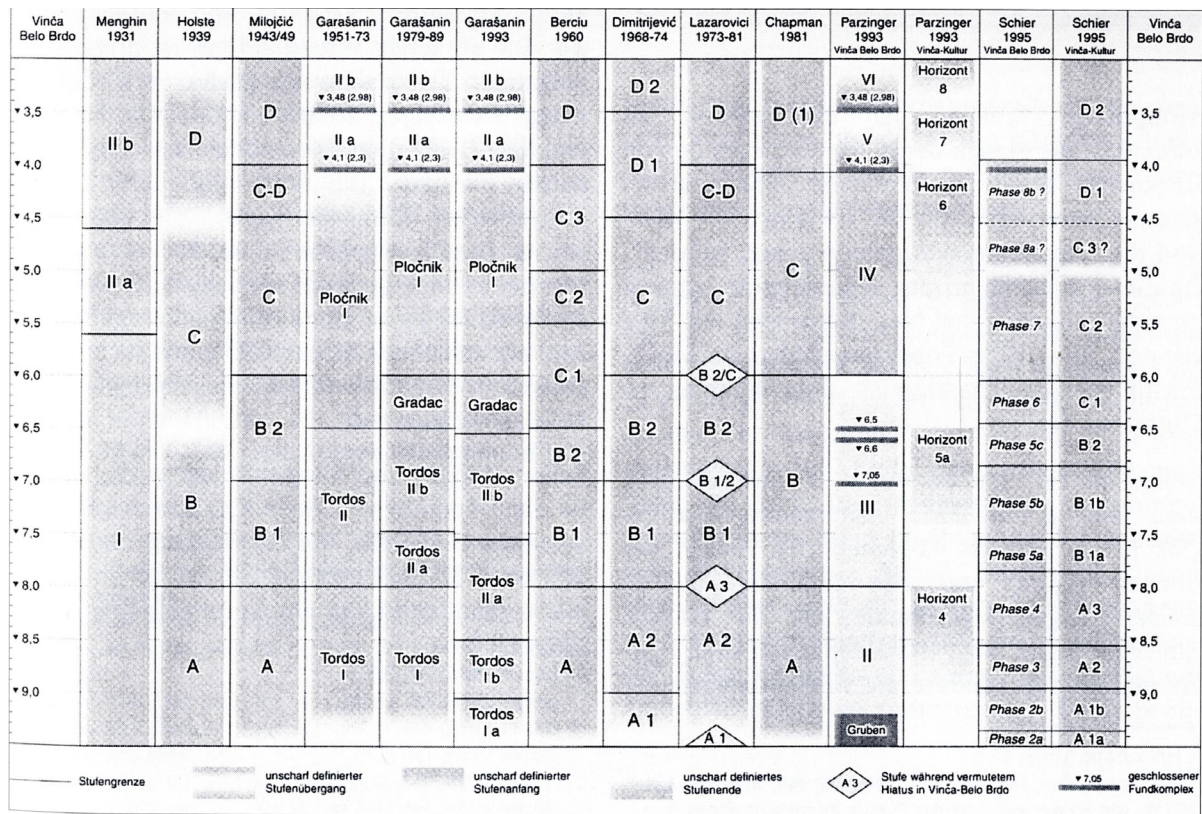 Vinča
Belo Brdo
Menghin
1931
Holste
1939
Milojčić
1943/49
Garašanin
1951-73
Garašanin
1979-89
Garašanin
1993
Berciu
1960
Dimitrijević
1968-74
Lazarovici
1973-81
Chapman
1981
Parzinger
1993
Vinča Belo Brdo
Parzinger
1993
Vinča-Kultur
Schier
1995
Vinča Belo Brdo
Schier
1995
Vinča-Kultur
Vinča
Belo Brdo
▼ 3,5
▼ 4,0
▼ 4,5
▼ 5,0
▼ 5,5
▼ 6,0
▼ 6,5
▼ 7,0
▼ 7,5
▼ 8,0
▼ 8,5
▼ 9,0
II b
II a
I
D
C
B
A
D
C-D
C
B 2
B 1
A
II b
▼ 3,48 (2,98)
II a
▼ 4,1 (2,3)
Pločnik
I
Tordos
II
Tordos
I
II b
▼ 3,48 (2,98)
II a
▼ 4,1 (2,3)
Pločnik
I
Gradac
Tordos
II b
Tordos
II a
Tordos
I
II b
▼ 3,48 (2,98)
II a
▼ 4,1 (2,3)
Pločnik
I
Gradac
Tordos
II b
Tordos
II a
Tordos
I b
Tordos
I a
D
C 3
C 2
C 1
B 2
B 1
A
D 2
D 1
C
B 2
B 1
A 2
A 1
D
C-D
C
B 2/C
B 2
B 1/2
B 1
A 3
A 2
A 1
D (1)
C
B
A
VI
▼ 3,48 (2,98)
V
▼ 4,1 (2,3)
IV
▼ 6.5
▼ 6.6
▼ 7,05
III
II
Gruben
Horizont
8
Horizont
7
Horizont
6
Horizont
5a
Horizont
4
Phase 8b ?
Phase 8a ?
Phase 7
Phase 6
Phase 5c
Phase 5b
Phase 5a
Phase 4
Phase 3
Phase 2b
Phase 2a
D 2
D 1
C 3 ?
C 2
C 1
B 2
B 1b
B 1a
A 3
A 2
A 1b
A 1a
▼ 3,5
▼ 4,0
▼ 4,5
▼ 5,0
▼ 5,5
▼ 6,0
▼ 6,5
▼ 7,0
▼ 7,5
▼ 8,0
▼ 8,5
▼ 9,0
Stufengrenze
unscharf definierter
Stufenübergang
unscharf definierter
Stufenanfang
unscharf definiertes
Stufenende
A 3
Stufe während vermutetem
Hiatus in Vinča-Belo Brdo
▼ 7,05
geschlossener
Fundkomplex